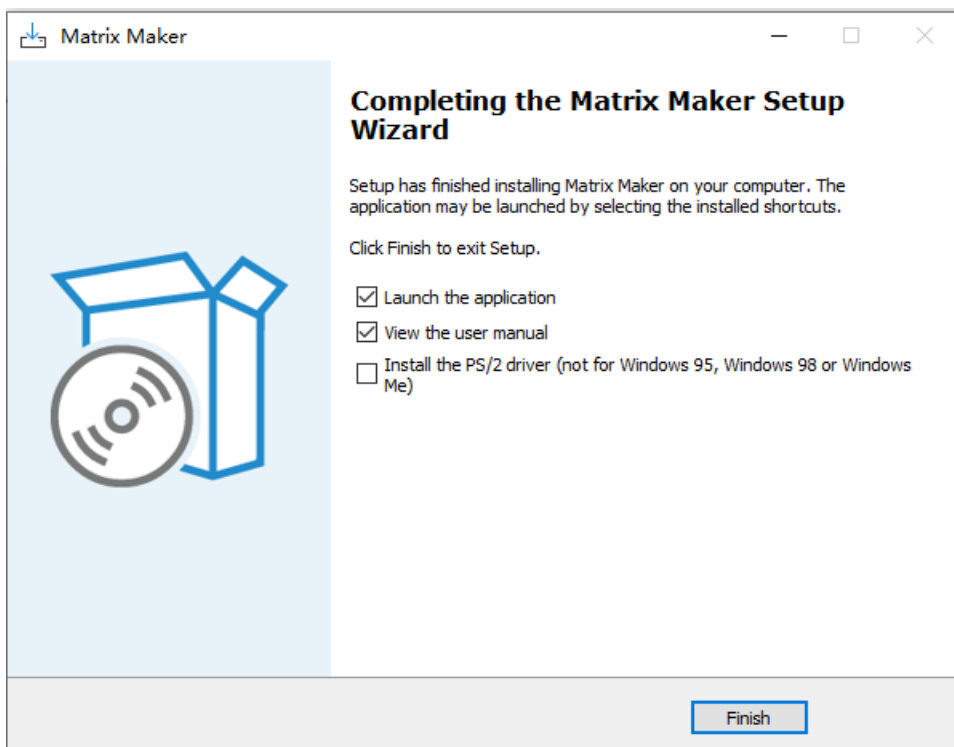 Matrix Maker
Completing the Matrix Maker Setup
Wizard
Setup has finished installing Matrix Maker on your computer. The
application may be launched by selecting the installed shortcuts.
Click Finish to exit Setup.
Launch the application
View the user manual
Install the PS/2 driver (not for Windows 95, Windows 98 or Windows
Me)
Finish